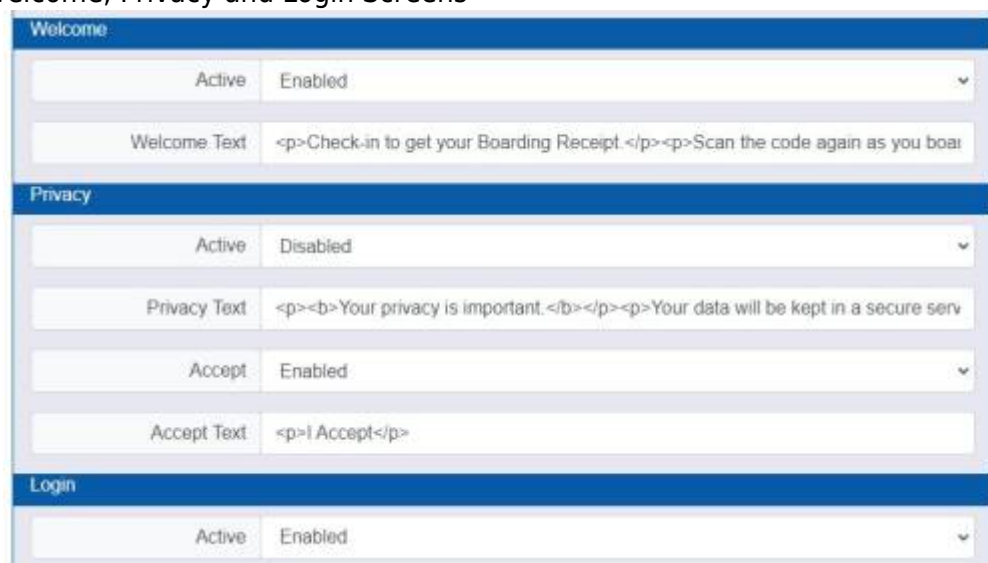 Welcome, Privacy and Login Screens
Welcome
Active Enabled
Welcome Text <p>Check-in to get your Boarding Receipt.</p><p>Scan the code again as you boar
Privacy
Active Disabled
Privacy Text <p><b>Your privacy is important.</b></p><p>Your data will be kept in a secure serv
Accept Enabled
Accept Text <p>I Accept</p>
Login
Active Enabled